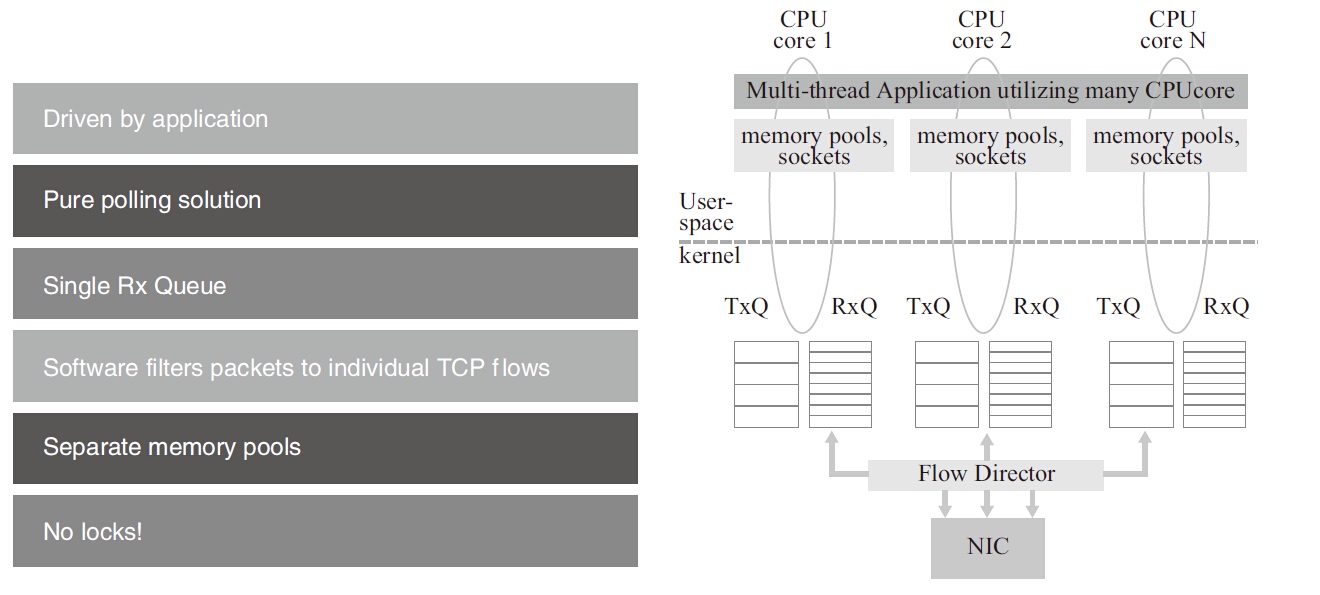 Driven by application
Pure polling solution
Single Rx Queue
Software filters packets to individual TCP flows
Separate memory pools
No locks!
CPU
core 1
CPU
core 2
CPU
core N
Multi-thread Application utilizing many CPUcore
memory pools,
sockets
memory pools,
sockets
memory pools,
sockets
User-
space
kernel
TxQ
RxQ
TxQ
RxQ
TxQ
RxQ
Flow Director
NIC